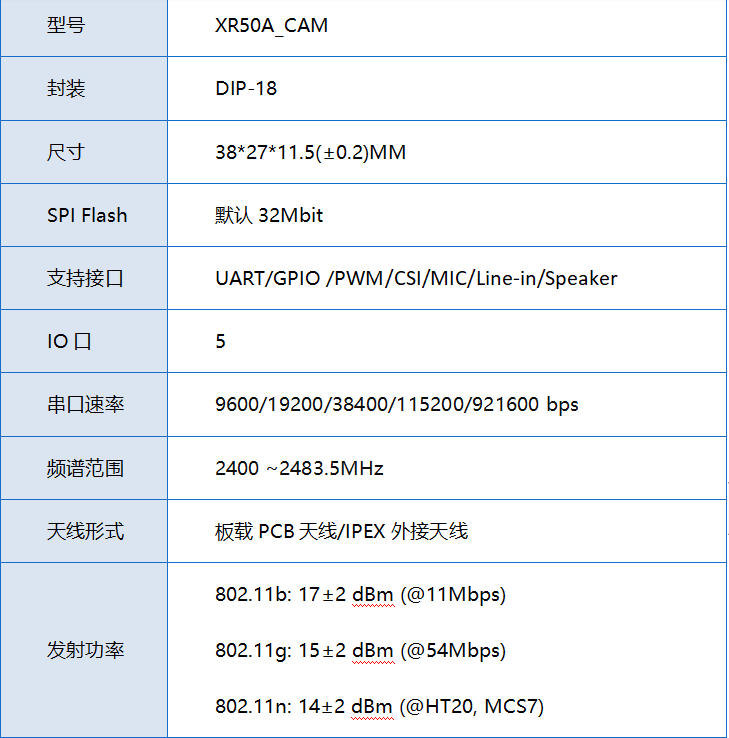 型号 XR50A_CAM
封装 DIP-18
尺寸 38*27*11.5(±0.2)MM
SPI Flash 默认 32Mbit
支持接口 UART/GPIO /PWM/CSI/MIC/Line-in/Speaker
IO 口 5
串口速率 9600/19200/38400/115200/921600 bps
频谱范围 2400 ~2483.5MHz
天线形式 板载 PCB 天线/IPEX 外接天线
发射功率
802.11b: 17±2 dBm (@11Mbps)
802.11g: 15±2 dBm (@54Mbps)
802.11n: 14±2 dBm (@HT20, MCS7)